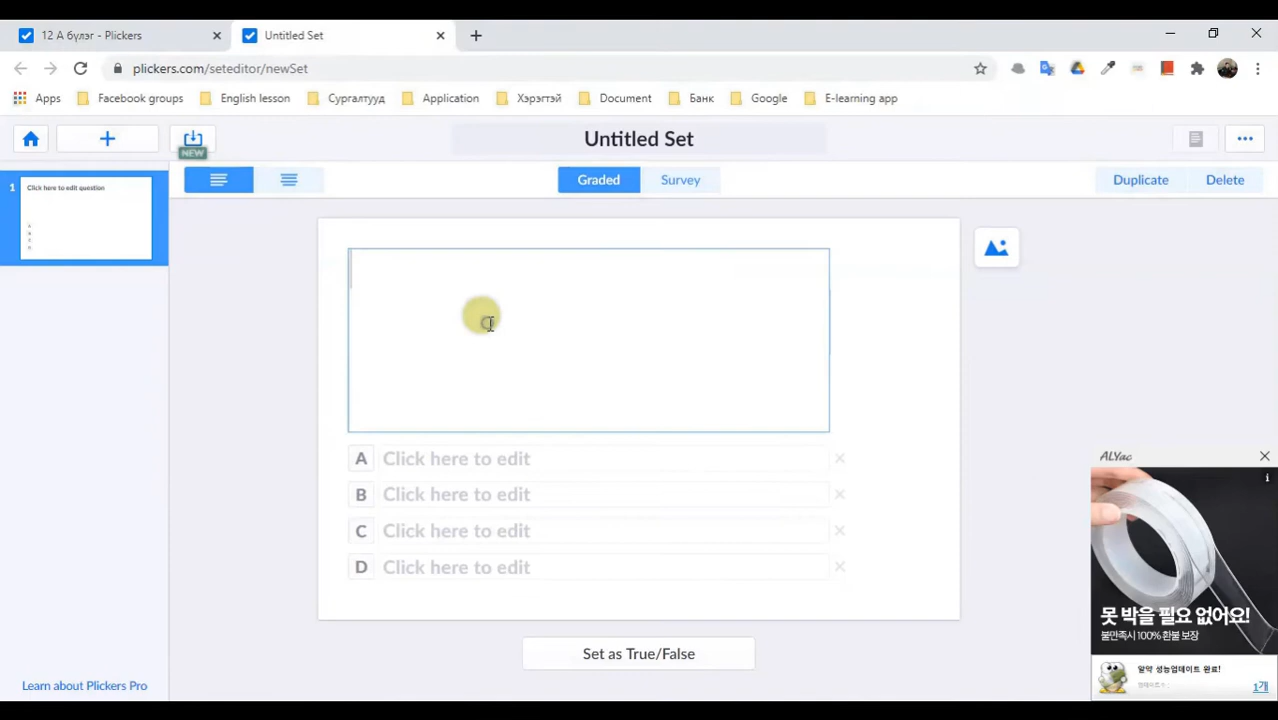 12 А бүлэг - Plickers
Untitled Set
plickers.com/seteditor/newSet
Apps
Facebook groups
English lesson
Сургалтууд
Application
Хэрэгтэй
Document
Банк
Google
E-learning app
NEW
Untitled Set
Graded
Survey
Duplicate
Delete
1
Click here to edit question
A
Click here to edit
B
Click here to edit
C
Click here to edit
D
Click here to edit
Set as True/False
Learn about Plickers Pro
ALYac
못 박을 필요 없어요!
불만족시 100% 환불 보장
알약 성능업데이트 완료!
1개